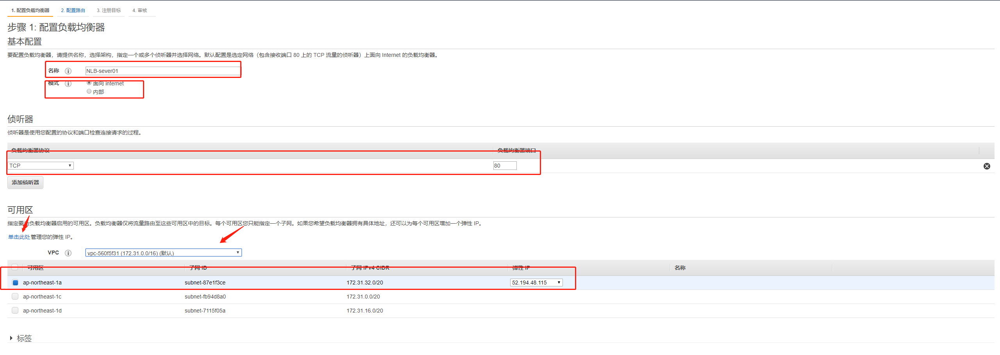 1. 配置负载均衡器 2. 配置路由 3. 注册目标 4. 审核
步骤 1: 配置负载均衡器
基本配置
要配置负载均衡器，请提供名称，选择架构，指定一个或多个侦听器并选择网络。默认配置是选定网络（包含接收端口 80 上的 TCP 流量的侦听器）上面向 Internet 的负载均衡器。
名称 NLB-sever01
模式 面向 internet
内部
侦听器
侦听器是使用您配置的协议和端口检查连接请求的过程。
负载均衡器协议 负载均衡器端口
TCP 80
添加侦听器
可用区
指定要为负载均衡器启用的可用区。负载均衡器仅将流量路由至这些可用区中的目标。每个可用区您只能指定一个子网。如果您希望负载均衡器拥有具体地址，还可以为每个可用区增加一个弹性 IP。
单击此处管理您的弹性 IP。
VPC vpc-560f5f31 (172.31.0.0/16) (默认)
可用区 子网 ID 子网 IPv4 CIDR 弹性 IP 名称
ap-northeast-1a subnet-87e1f3ce 172.31.32.0/20 52.194.48.115
ap-northeast-1c subnet-fb94d8a0 172.31.0.0/20
ap-northeast-1d subnet-7115f05a 172.31.16.0/20
标签